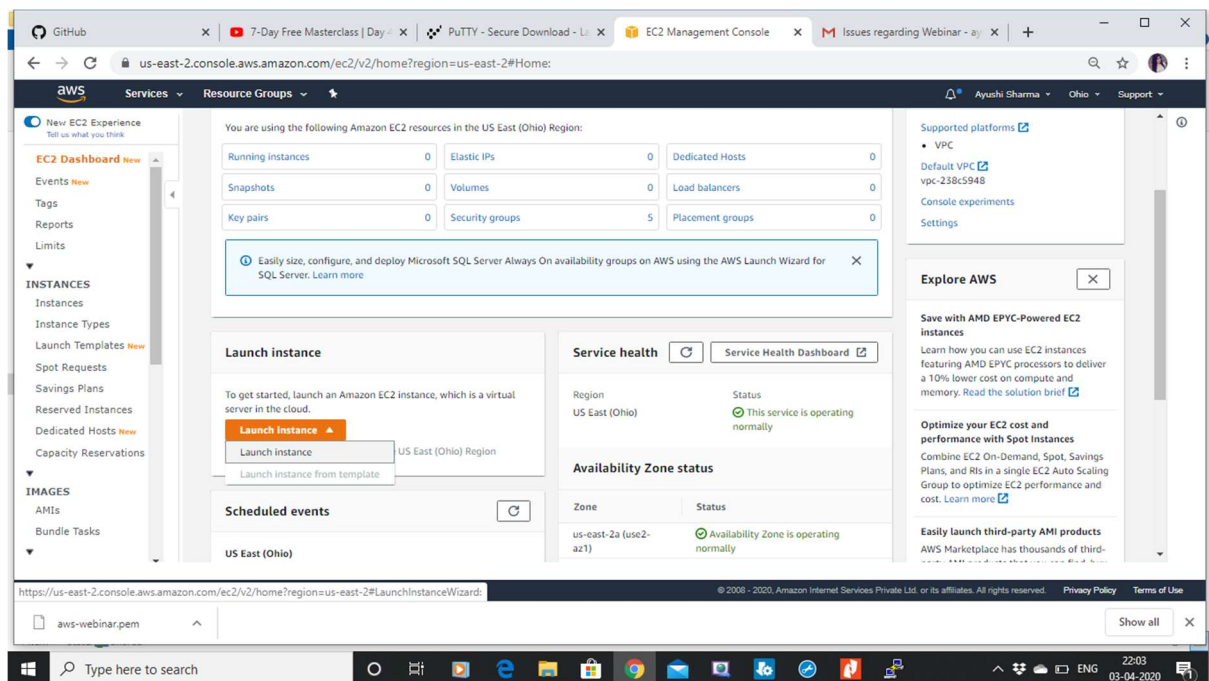 GitHub
7-Day Free Masterclass | Day
PuTTY - Secure Download - L
EC2 Management Console
Issues regarding Webinar - ay
us-east-2.console.aws.amazon.com/ec2/v2/home?region=us-east-2#Home:
aws Services Resource Groups Ayushi Sharma Ohio Support
New EC2 Experience
Tell us what you think
EC2 Dashboard New
Events New
Tags
Reports
Limits
INSTANCES
Instances
Instance Types
Launch Templates New
Spot Requests
Savings Plans
Reserved Instances
Dedicated Hosts New
Capacity Reservations
IMAGES
AMIs
Bundle Tasks
You are using the following Amazon EC2 resources in the US East (Ohio) Region:
Running instances 0 Elastic IPs 0 Dedicated Hosts 0
Snapshots 0 Volumes 0 Load balancers 0
Key pairs 0 Security groups 5 Placement groups 0
Easily size, configure, and deploy Microsoft SQL Server Always On availability groups on AWS using the AWS Launch Wizard for
SQL Server. Learn more
Launch instance
To get started, launch an Amazon EC2 instance, which is a virtual
server in the cloud.
Launch instance
Launch instance
US East (Ohio) Region
Launch instance from template
Scheduled events
US East (Ohio)
Service health
Service Health Dashboard
Region Status
US East (Ohio) This service is operating
normally
Availability Zone status
Zone Status
us-east-2a (use2- Availability Zone is operating
az1) normally
Supported platforms
• VPC
Default VPC
vpc-238c5948
Console experiments
Settings
Explore AWS
Save with AMD EPYC-Powered EC2
instances
Learn how you can use EC2 instances
featuring AMD EPYC processors to deliver
a 10% lower cost on compute and
memory. Read the solution brief
Optimize your EC2 cost and
performance with Spot Instances
Combine EC2 On-Demand, Spot, Savings
Plans, and RIs in a single EC2 Auto Scaling
Group to optimize EC2 performance and
cost. Learn more
Easily launch third-party AMI products
AWS Marketplace has thousands of third-
https://us-east-2.console.aws.amazon.com/ec2/v2/home?region=us-east-2#LaunchInstanceWizard:
© 2008 - 2020, Amazon Internet Services Private Ltd. or its affiliates. All rights reserved. Privacy Policy Terms of Use
aws-webinar.pem
Show all
Type here to search
ENG
22:03
03-04-2020